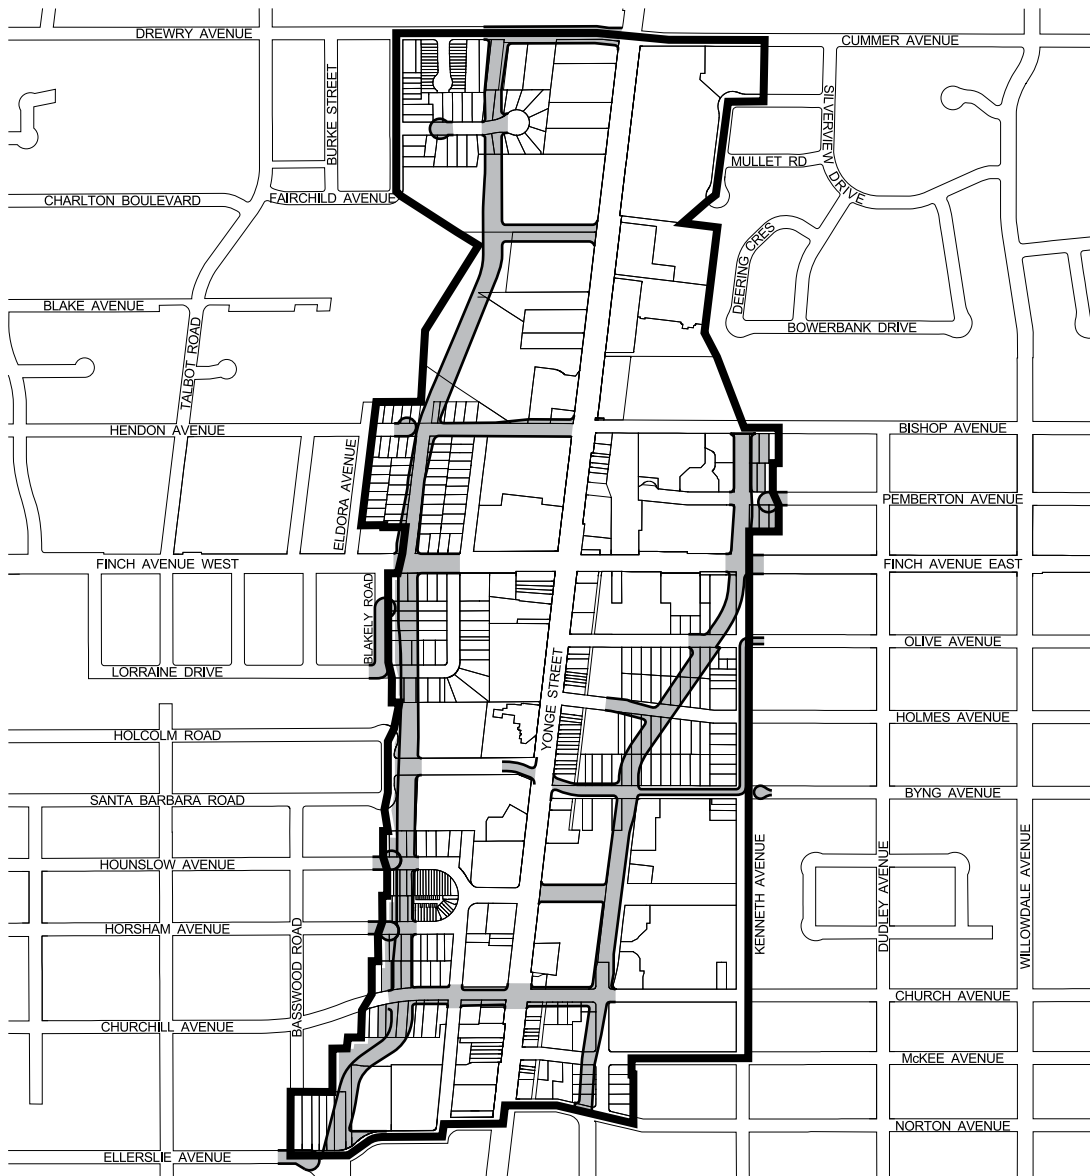 DREWRY AVENUE
CUMMER AVENUE
BURKE STREET
SILVERVIEW DRIVE
MULLET RD
CHARLTON BOULEVARD
FAIRCHILD AVENUE
DEERING CRES
BLAKE AVENUE
TALBOT ROAD
BOWERBANK DRIVE
HENDON AVENUE
BISHOP AVENUE
ELDORA AVENUE
PEMBERTON AVENUE
FINCH AVENUE WEST
FINCH AVENUE EAST
BLAKELY ROAD
OLIVE AVENUE
LORRAINE DRIVE
YONGE STREET
HOLMES AVENUE
HOLCOLM ROAD
SANTA BARBARA ROAD
BYNG AVENUE
HOUNSLOW AVENUE
KENNETH AVENUE
DUDLEY AVENUE
WILLOWDALE AVENUE
HORSHAM AVENUE
BASSWOOD ROAD
CHURCH AVENUE
CHURCHILL AVENUE
McKEE AVENUE
NORTON AVENUE
ELLERSLIE AVENUE